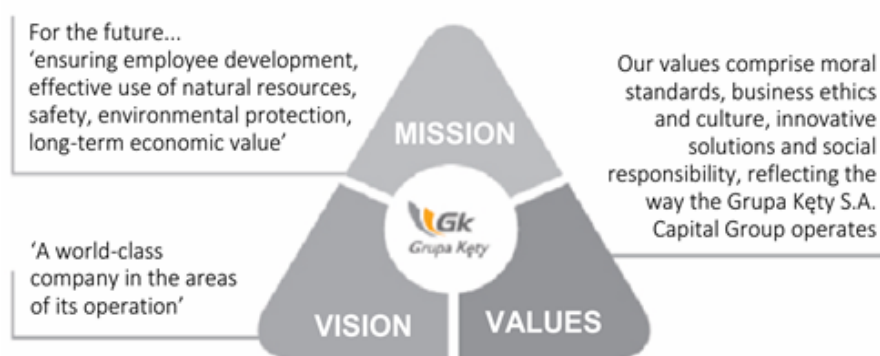 For the future...
‘ensuring employee development,
effective use of natural resources,
safety, environmental protection,
long-term economic value’
MISSION
Our values comprise moral
standards, business ethics
and culture, innovative
solutions and social
responsibility, reflecting the
way the Grupa Kęty S.A.
Capital Group operates
Gk
Grupa Kęty
‘A world-class
company in the areas
of its operation’
VISION
VALUES